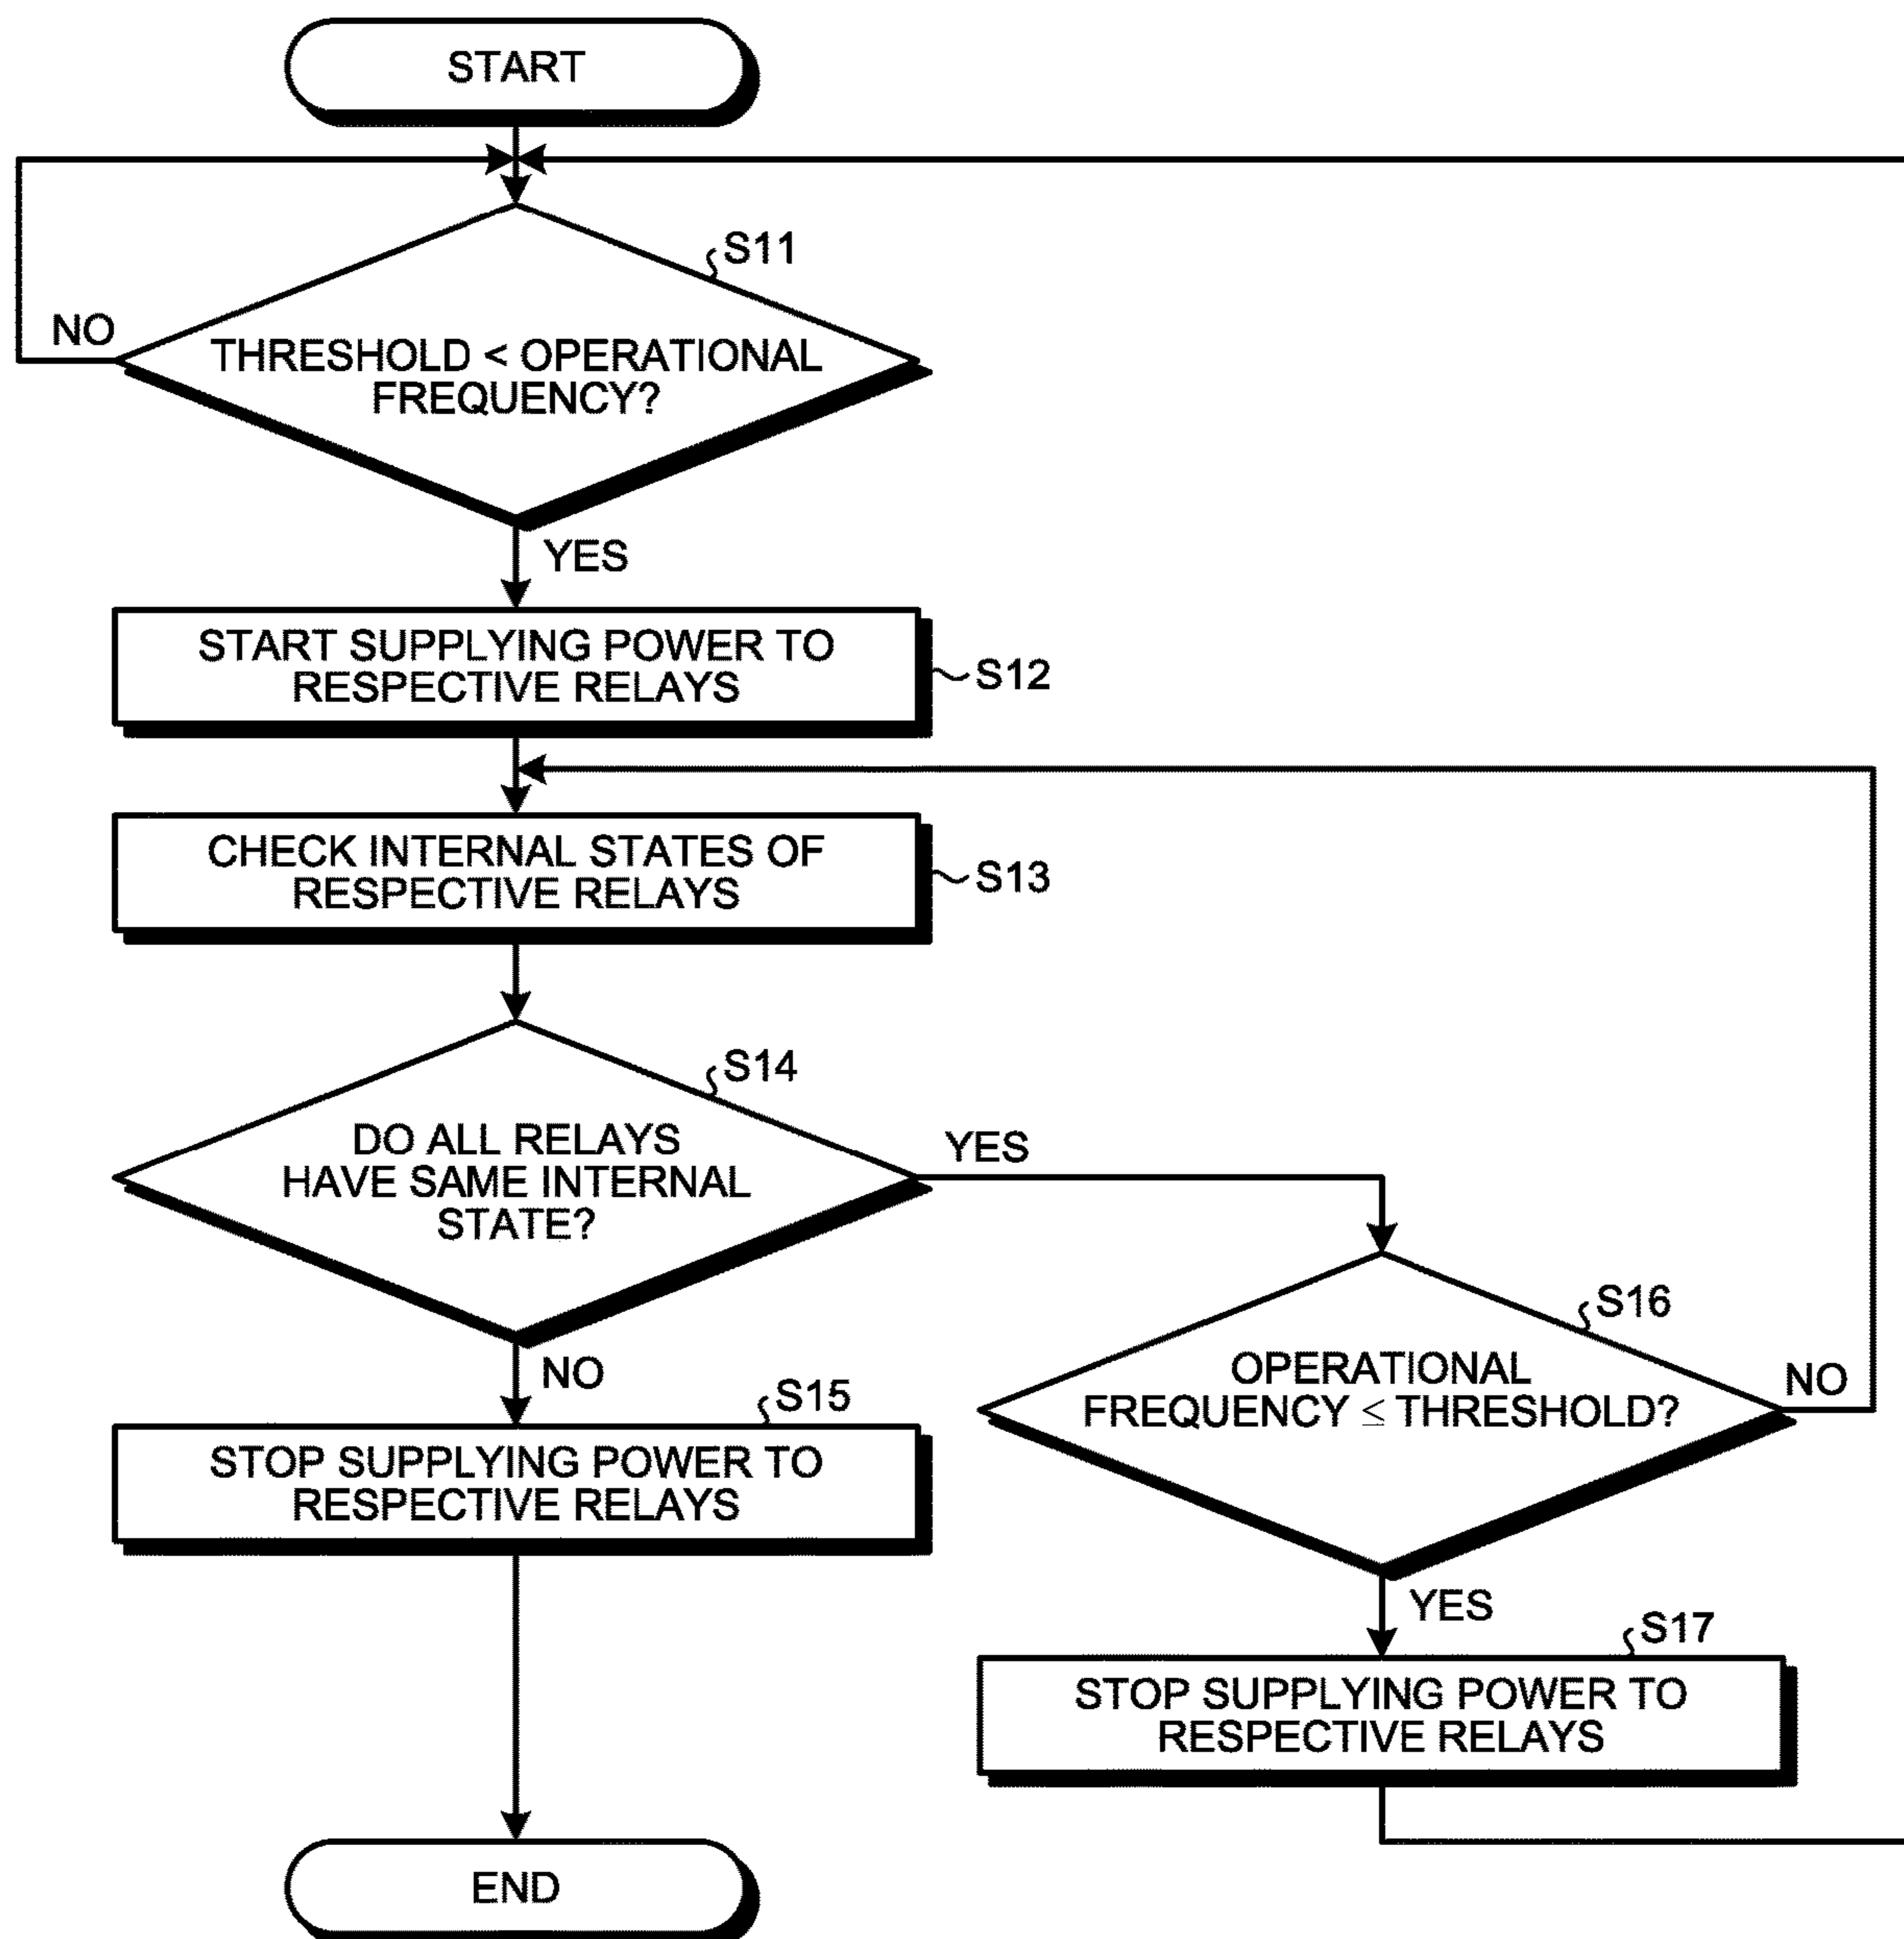 START
S11
NO
THRESHOLD < OPERATIONAL
FREQUENCY?
YES
START SUPPLYING POWER TO
RESPECTIVE RELAYS
S12
CHECK INTERNAL STATES OF
RESPECTIVE RELAYS
S13
S14
DO ALL RELAYS
HAVE SAME INTERNAL
STATE?
YES
NO
S15
STOP SUPPLYING POWER TO
RESPECTIVE RELAYS
S16
OPERATIONAL
FREQUENCY ≤ THRESHOLD?
NO
YES
S17
STOP SUPPLYING POWER TO
RESPECTIVE RELAYS
END